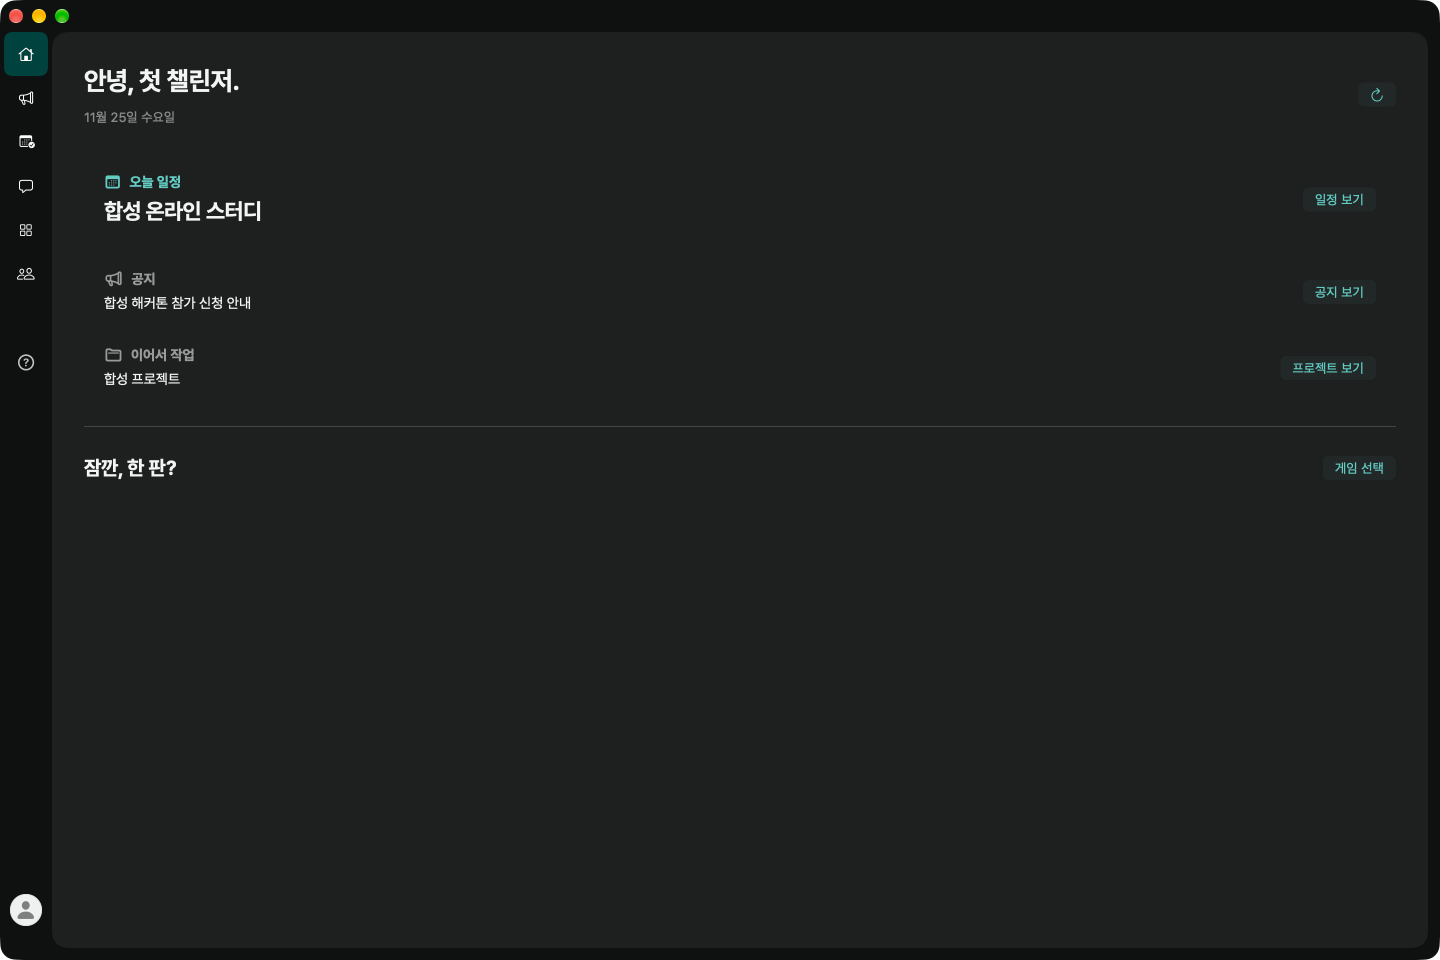 안녕, 첫 챌린저.
11월 25일 수요일
오늘 일정
합성 온라인 스터디
일정 보기
공지
합성 해커톤 참가 신청 안내
공지 보기
이어서 작업
합성 프로젝트
프로젝트 보기
잠깐, 한 판?
게임 선택